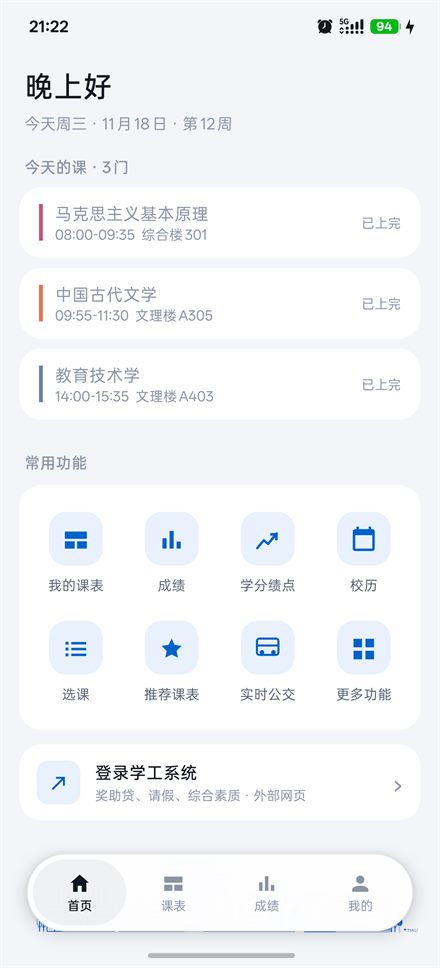 21:22
5G
94
晚上好
今天周三 · 11月18日 · 第12周
今天的课 · 3门
马克思主义基本原理
08:00-09:35 综合楼301
已上完
中国古代文学
09:55-11:30 文理楼A305
已上完
教育技术学
14:00-15:35 文理楼A403
已上完
常用功能
我的课表 成绩 学分绩点 校历
选课 推荐课表 实时公交 更多功能
登录学工系统
奖助贷、请假、综合素质 · 外部网页
首页 课表 成绩 我的